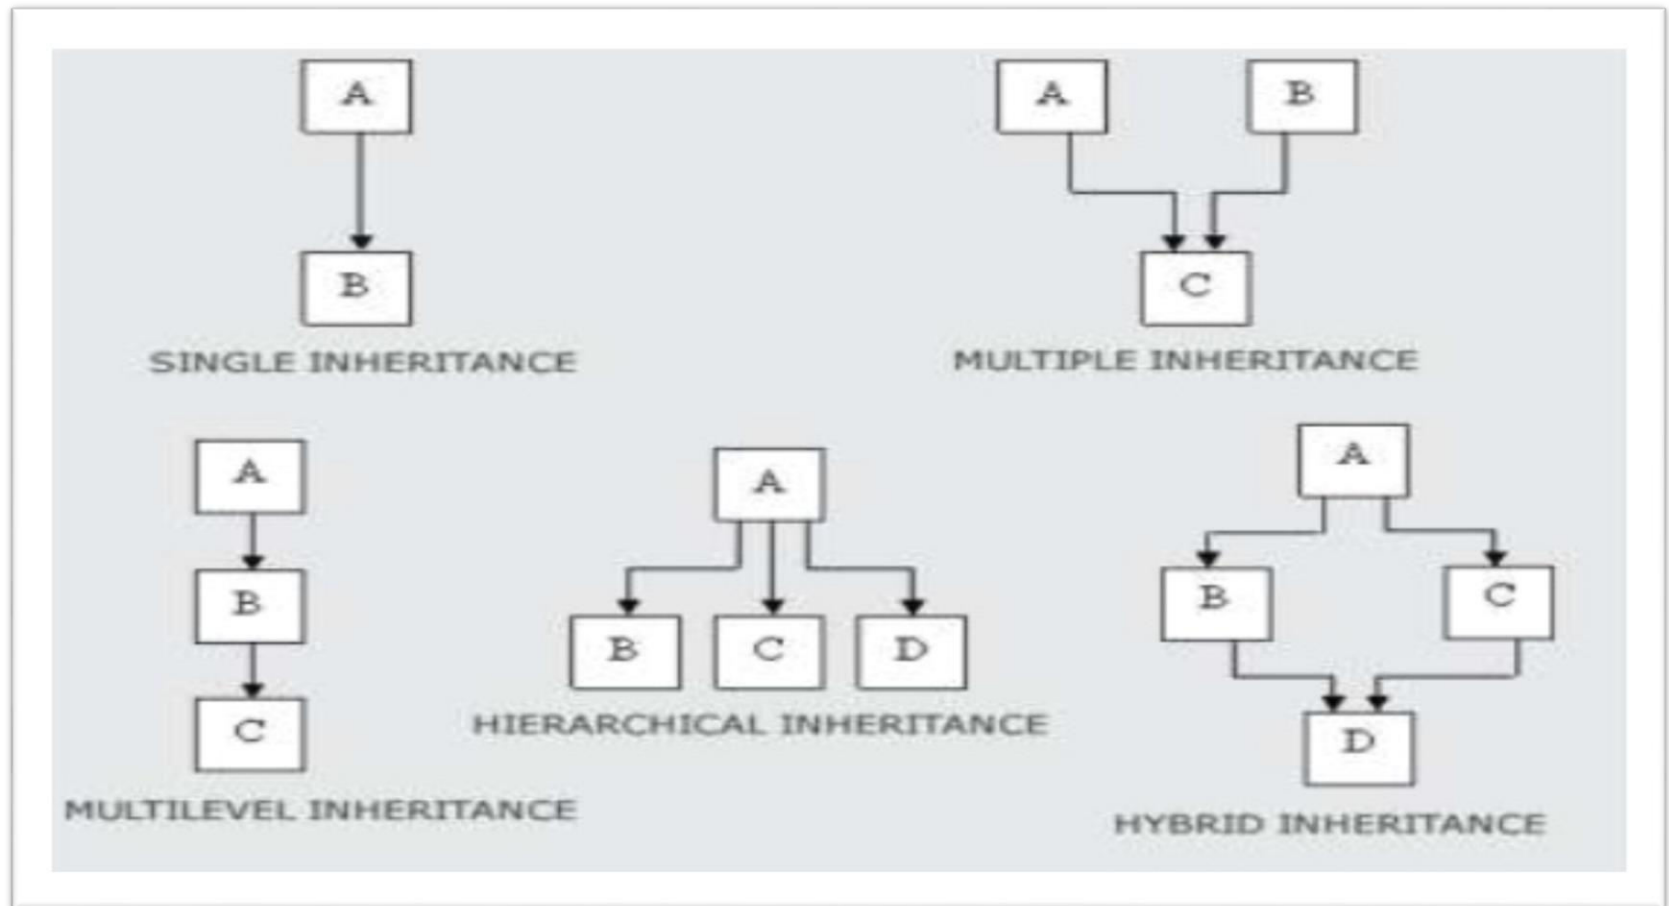 A
B
SINGLE INHERITANCE
A B
C
MULTIPLE INHERITANCE
A
B
C
MULTILEVEL INHERITANCE
A
B C D
HIERARCHICAL INHERITANCE
A
B C
D
HYBRID INHERITANCE